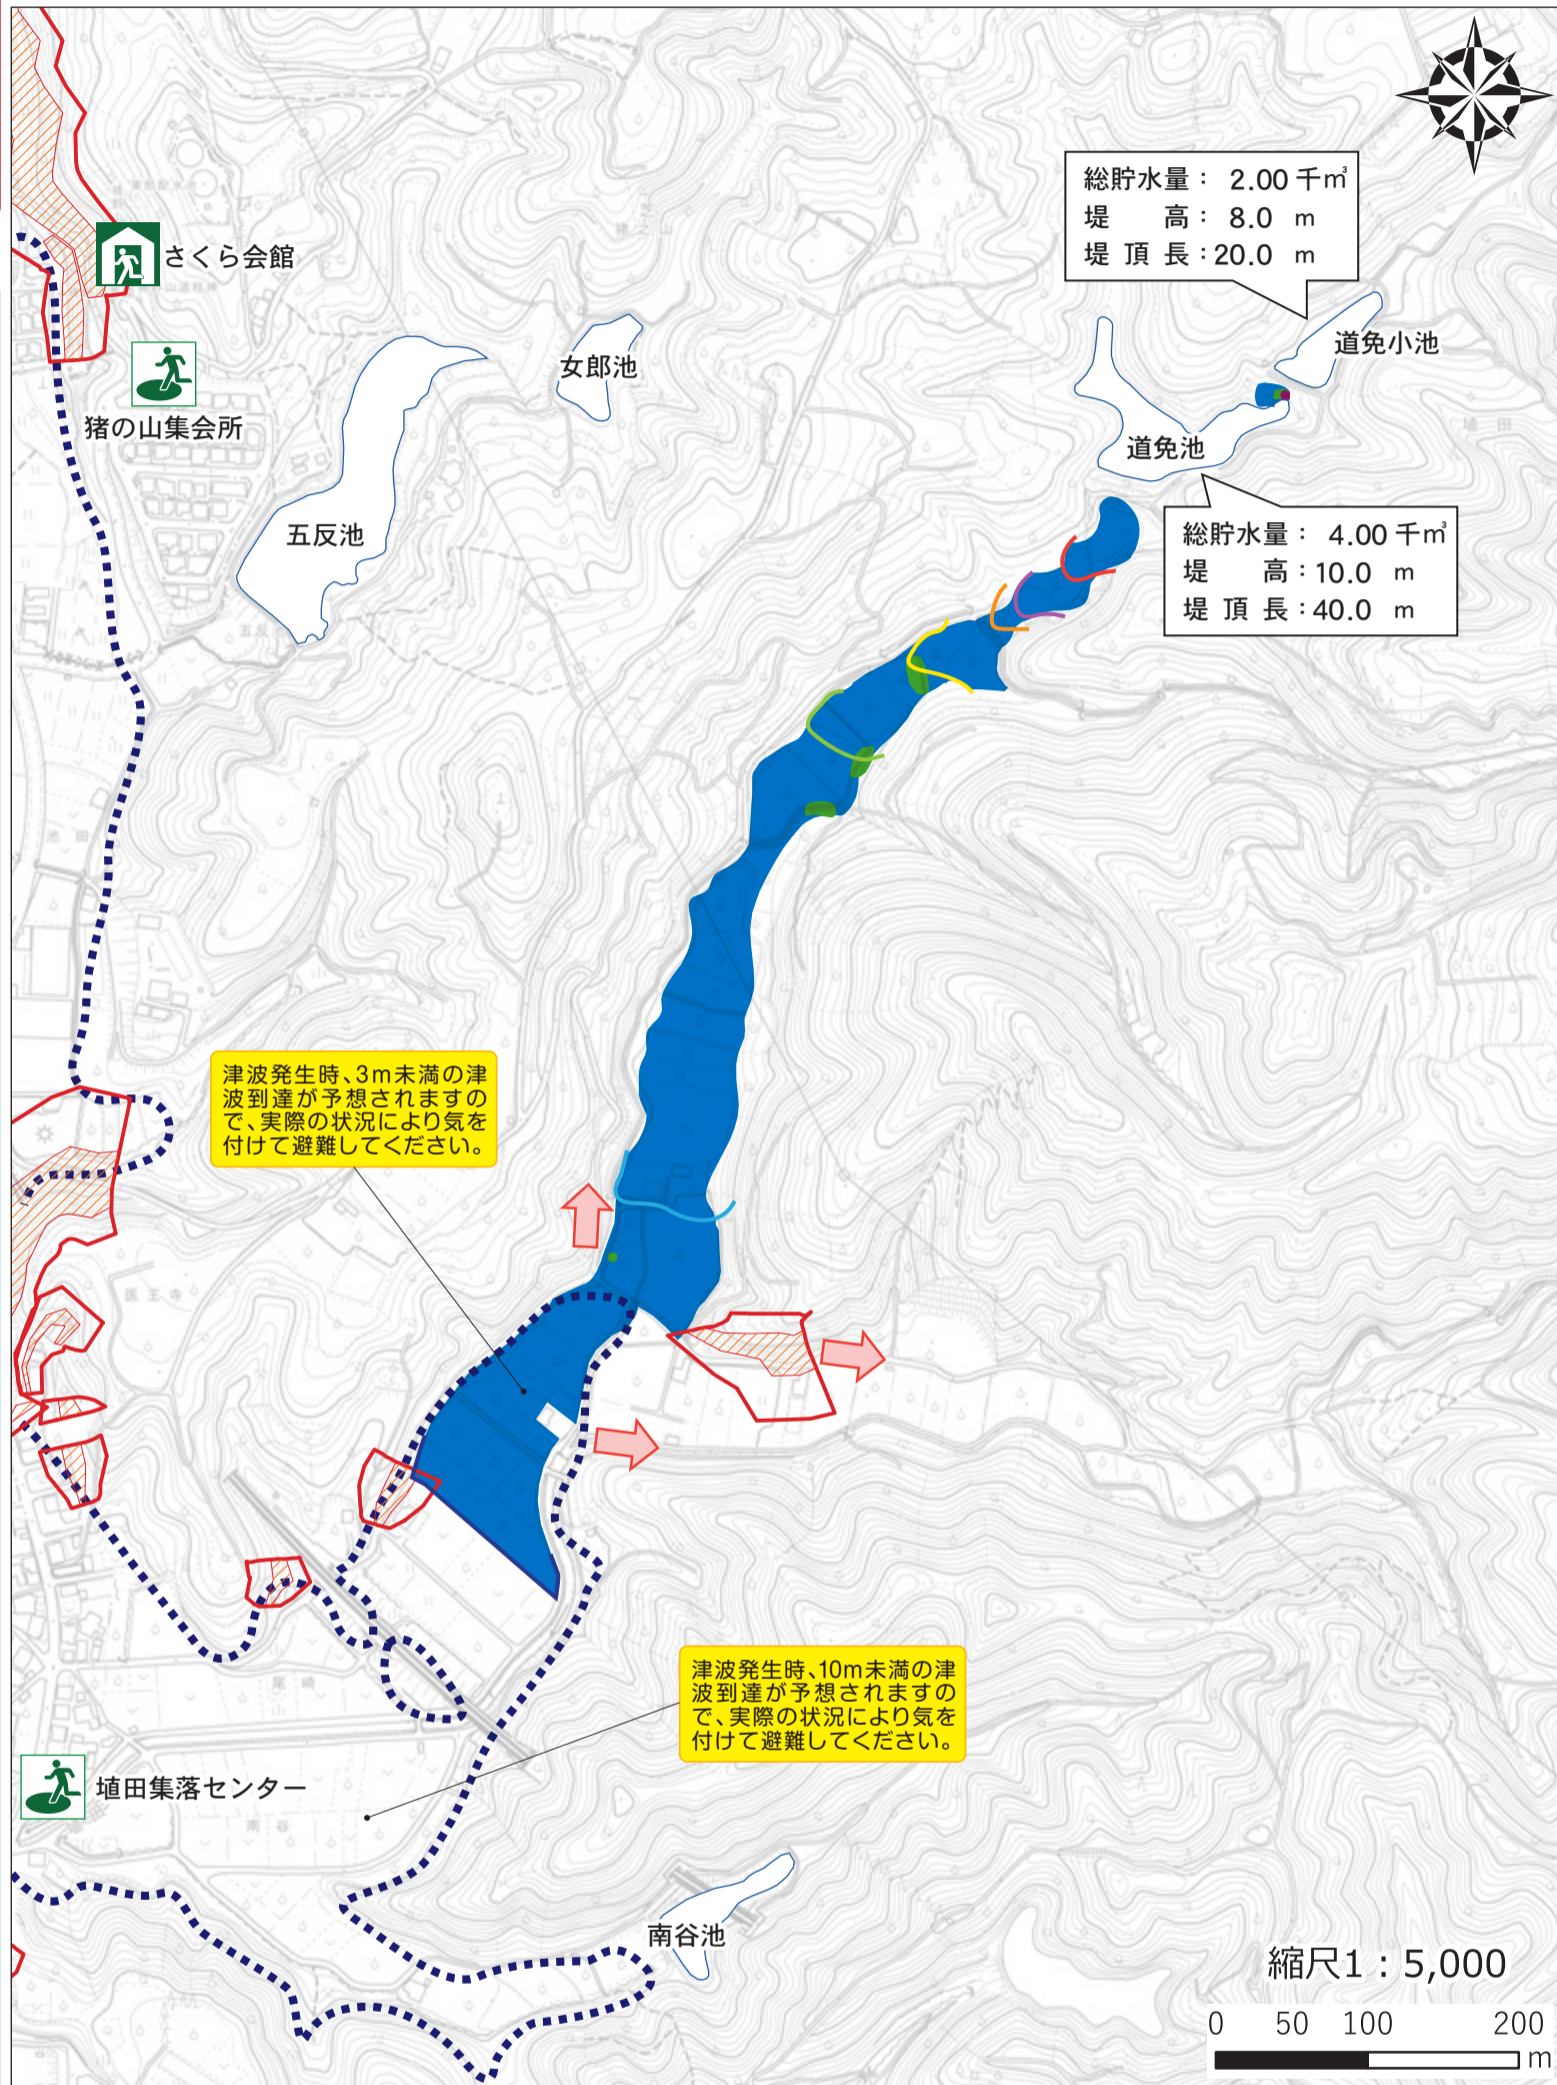 総貯水量： 2.00 千㎥
堤　　高： 8.0 m
堤 頂 長：20.0 m
さくら会館
道免小池
女郎池
猪の山集会所
道免池
五反池
総貯水量： 4.00 千㎥
堤　　高：10.0 m
堤 頂 長：40.0 m
津波発生時、3m未満の津
波到達が予想されますの
で、実際の状況により気を
付けて避難してください。
医王寺
尾崎
津波発生時、10m未満の津
波到達が予想されますの
で、実際の状況により気を
付けて避難してください。
埴田集落センター
南谷
南谷池
縮尺1：5,000
0 50 100 200
m